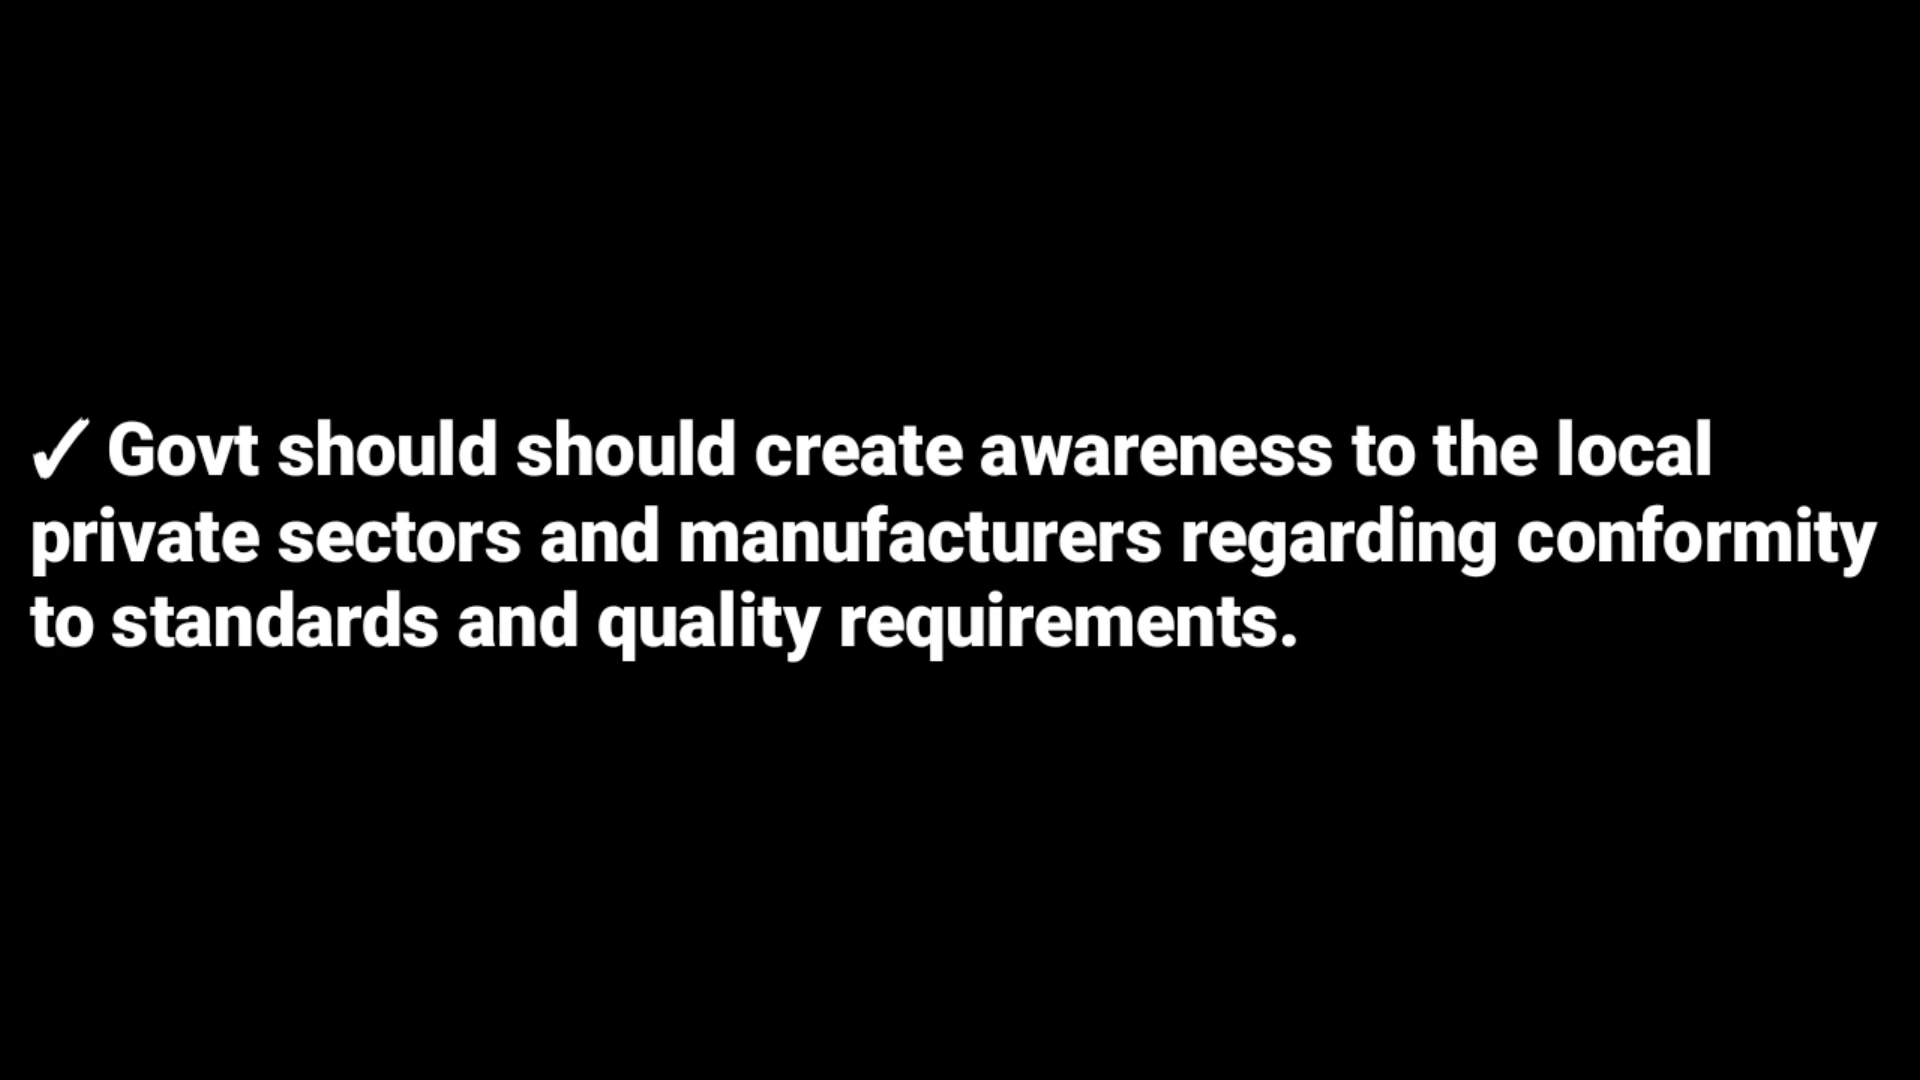 ✓ Govt should should create awareness to the local
private sectors and manufacturers regarding conformity
to standards and quality requirements.